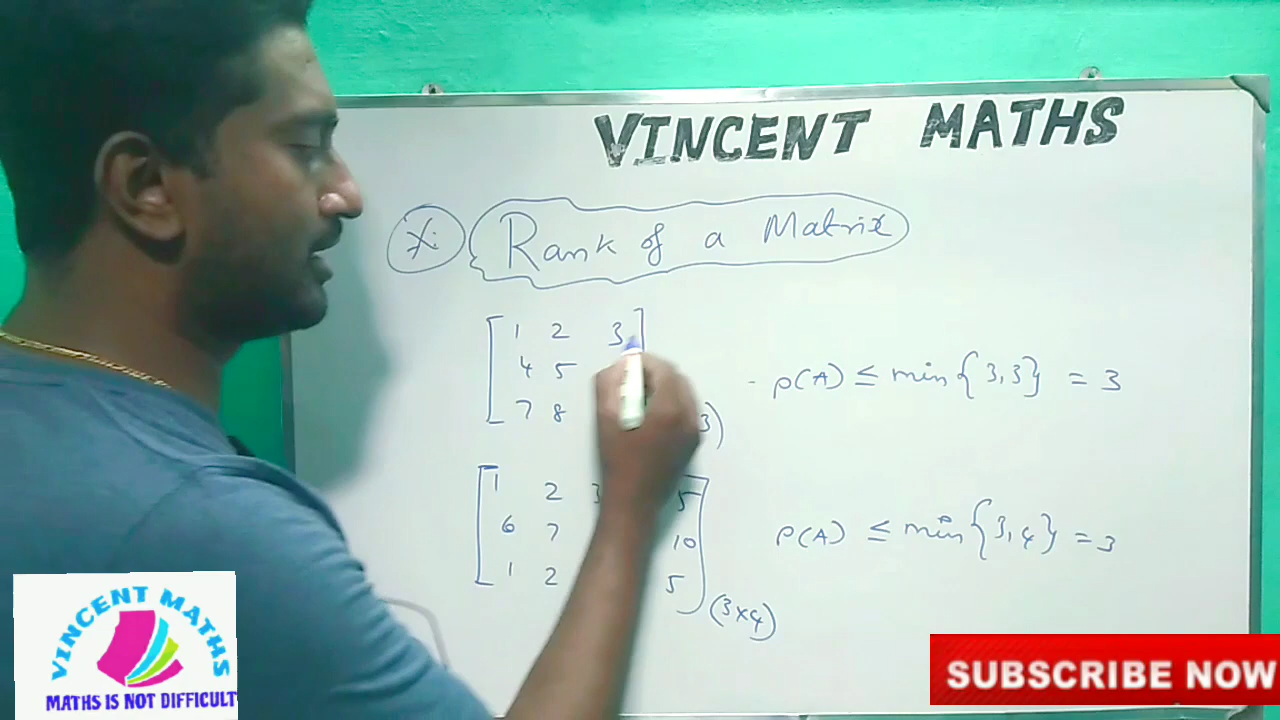 VINCENT MATHS
X: Rank of a Matrix
1 2 3
4 5
7 8
3)
ρ(A) ≤ min{3,3} = 3
1 2 3 5
6 7 10
1 2 5
(3×4)
ρ(A) ≤ min{3,4} = 3
VINCENT MATHS
MATHS IS NOT DIFFICULT
SUBSCRIBE NOW